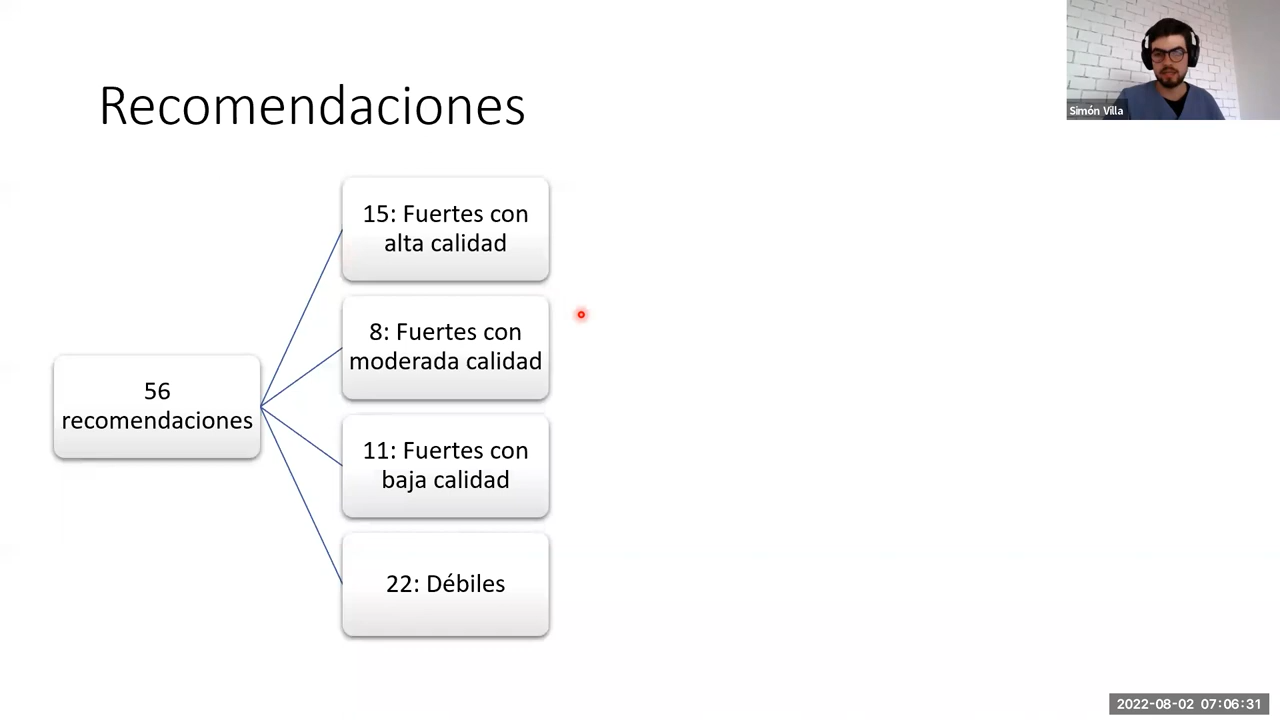 Recomendaciones
Simón Villa
15: Fuertes con
alta calidad
8: Fuertes con
moderada calidad
56
recomendaciones
11: Fuertes con
baja calidad
22: Débiles
2022-08-02 07:06:31